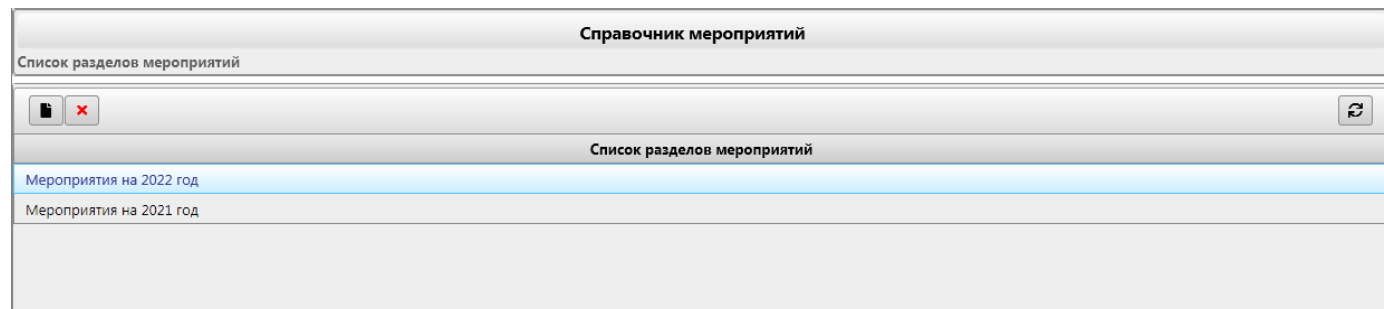 Справочник мероприятий
Список разделов мероприятий
Список разделов мероприятий
Мероприятия на 2022 год
Мероприятия на 2021 год